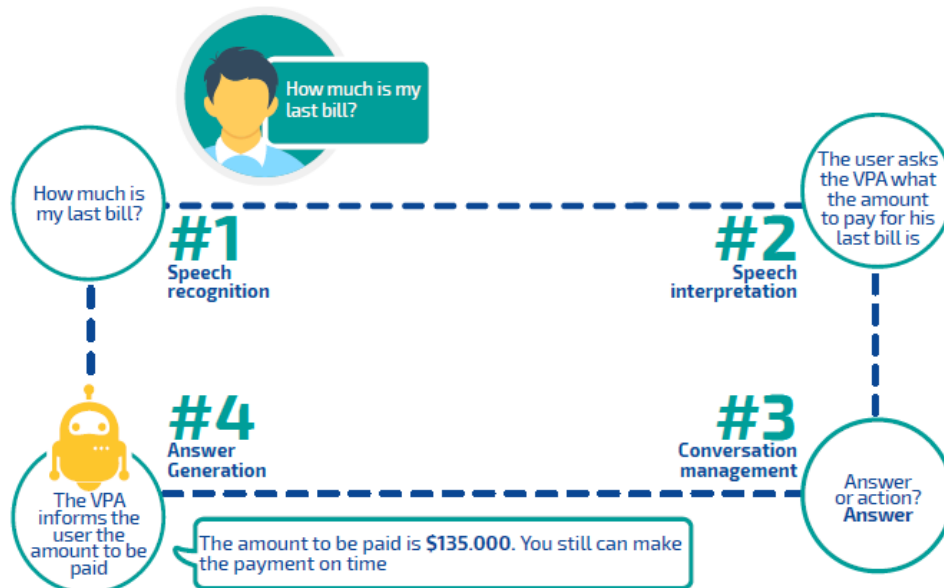 How much is my
last bill?
How much is
my last bill?
#1
Speech
recognition
#2
Speech
interpretation
The user asks
the VPA what
the amount
to pay for his
last bill is
#4
Answer
Generation
#3
Conversation
management
Answer
or action?
Answer
The VPA
informs the
user the
amount to be
paid
The amount to be paid is $135.000. You still can make
the payment on time